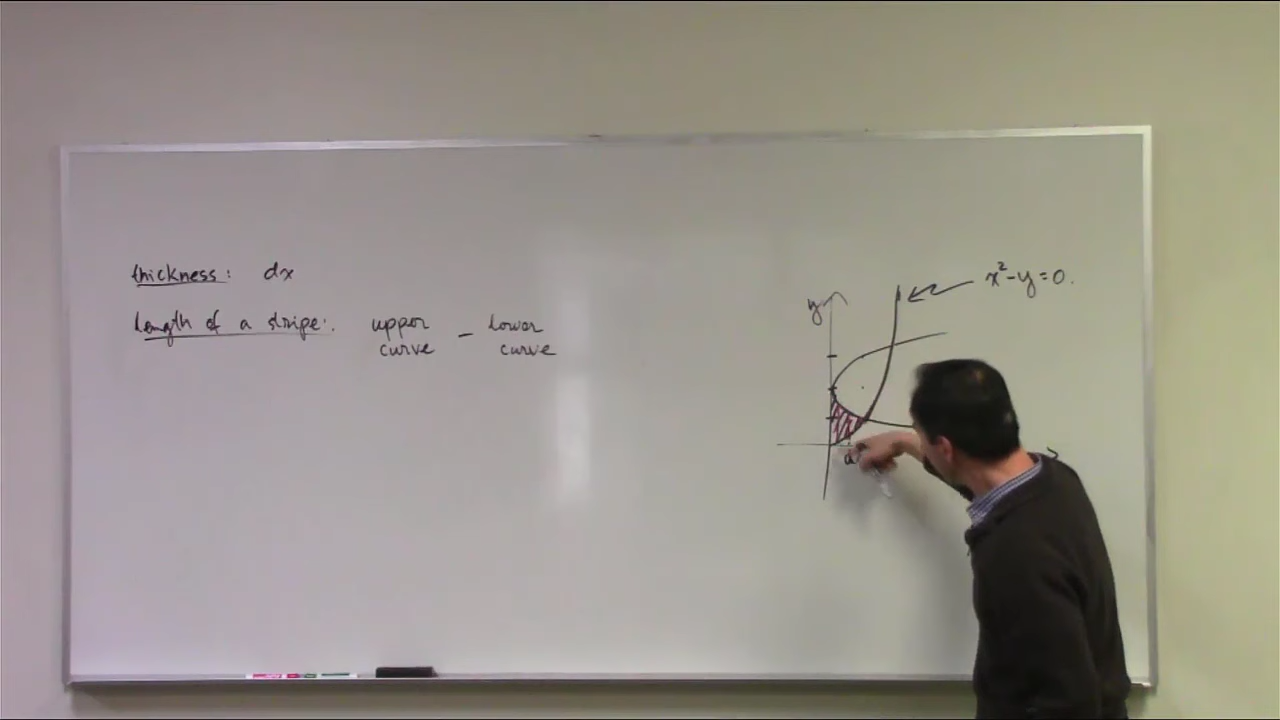 thickness: dx
Length of a stripe: upper curve – lower curve
x²-y=0.
y